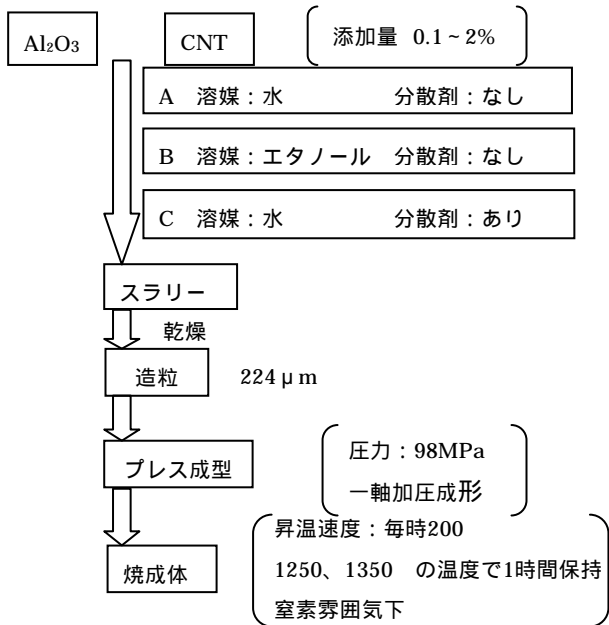 Al₂O₃ CNT 添加量 0.1~2%
A 溶媒：水 分散剤：なし
B 溶媒：エタノール 分散剤：なし
C 溶媒：水 分散剤：あり
スラリー
乾燥
造粒 224μm
プレス成型
圧力：98MPa
一軸加圧成形
焼成体
昇温速度：毎時200
1250、1350 の温度で1時間保持
窒素雰囲気下